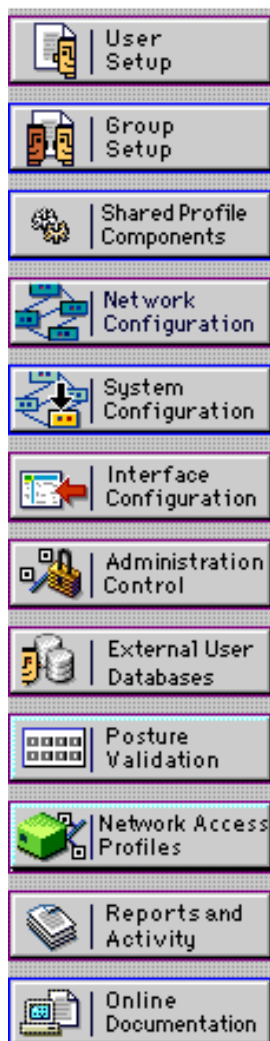 User
Setup
Group
Setup
Shared Profile
Components
Network
Configuration
System
Configuration
Interface
Configuration
Administration
Control
External User
Databases
Posture
Validation
Network Access
Profiles
Reports and
Activity
Online
Documentation